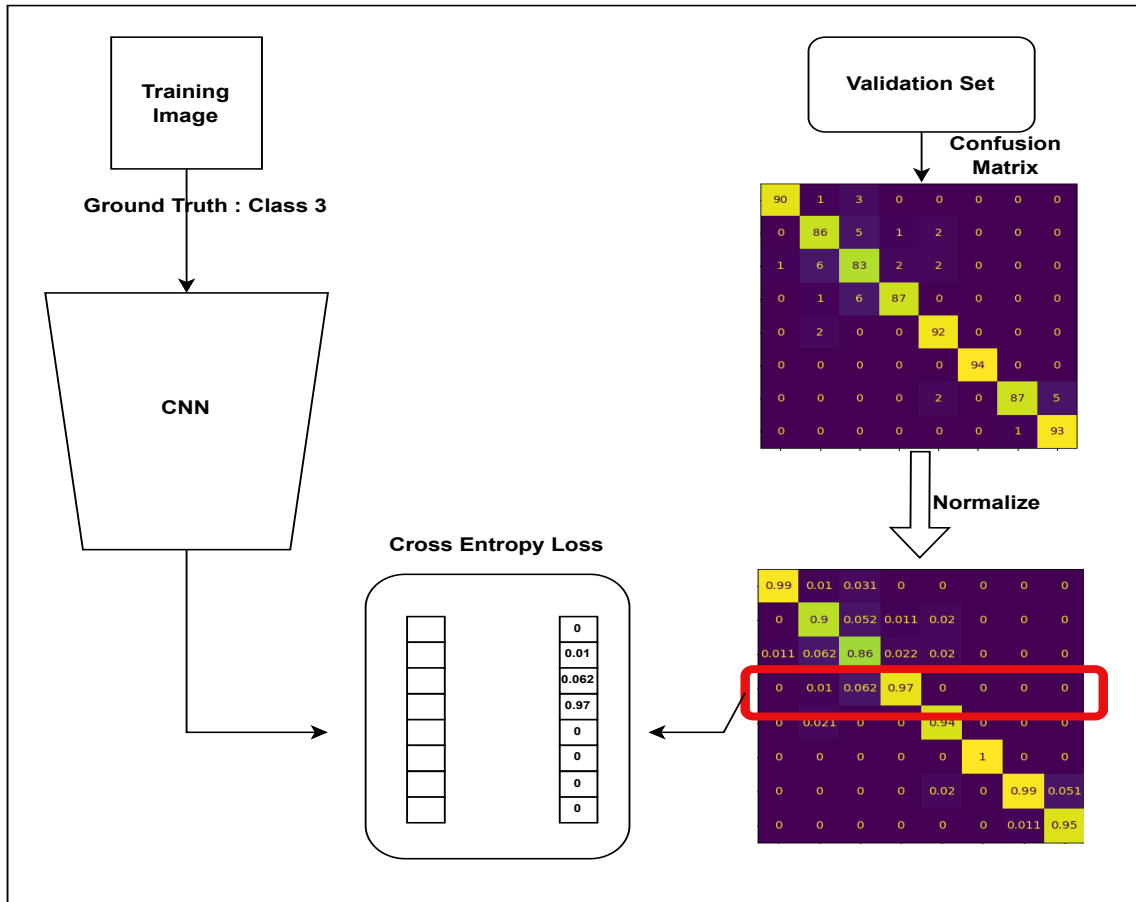 Training
Image
Ground Truth : Class 3
CNN
Validation Set
Confusion
Matrix
90 1 3 0 0 0 0 0
0 86 5 1 2 0 0 0
1 6 83 2 2 0 0 0
0 1 6 87 0 0 0 0
0 2 0 0 92 0 0 0
0 0 0 0 0 94 0 0
0 0 0 0 2 0 87 5
0 0 0 0 0 0 1 93
Normalize
Cross Entropy Loss
0
0.01
0.062
0.97
0
0
0
0
0.99 0.01 0.031 0 0 0 0 0
0 0.9 0.052 0.011 0.02 0 0 0
0.011 0.062 0.86 0.022 0.02 0 0 0
0 0.01 0.062 0.97 0 0 0 0
0 0.021 0 0 0.94 0 0 0
0 0 0 0 0 1 0 0
0 0 0 0 0.02 0 0.99 0.051
0 0 0 0 0 0 0.011 0.95